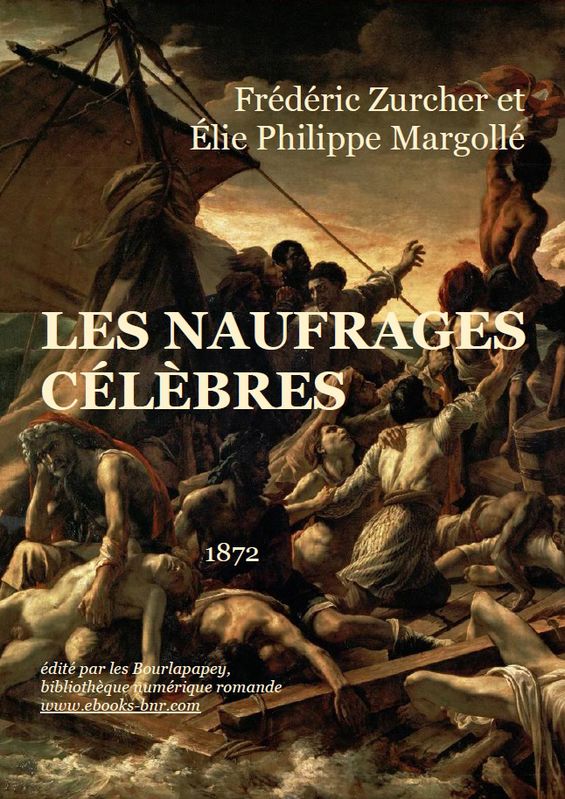 Frédéric Zurcher et
Élie Philippe Margollé
LES NAUFRAGES
CÉLÈBRES
1872
édité par les Bourlapapey,
bibliothèque numérique romande
www.ebooks-bnr.com